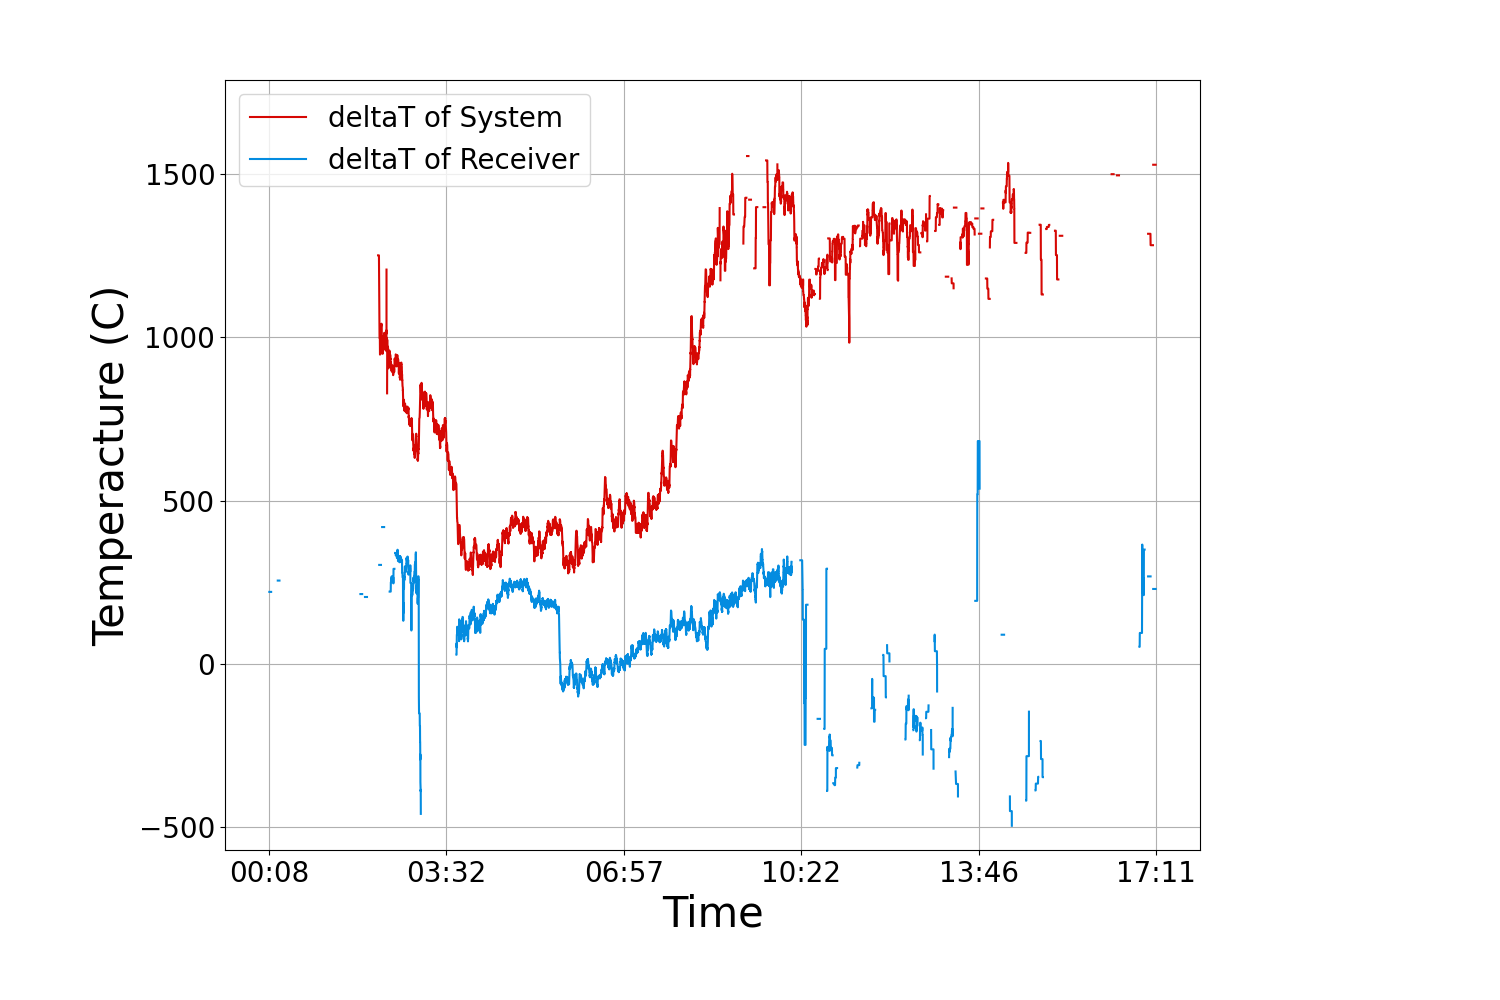 deltaT of System
deltaT of Receiver
1500
1000
500
0
−500
Temperacture (C)
00:08 03:32 06:57 10:22 13:46 17:11
Time